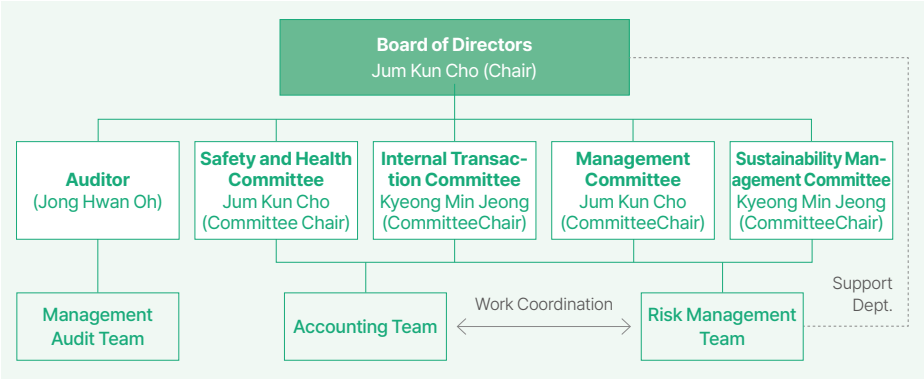 Board of Directors
Jum Kun Cho (Chair)
Auditor
(Jong Hwan Oh)
Safety and Health
Committee
Jum Kun Cho
(Committee Chair)
Internal Transac-
tion Committee
Kyeong Min Jeong
(CommitteeChair)
Management
Committee
Jum Kun Cho
(CommitteeChair)
Sustainability Man-
agement Committee
Kyeong Min Jeong
(CommitteeChair)
Management
Audit Team
Accounting Team
Work Coordination
Risk Management
Team
Support
Dept.